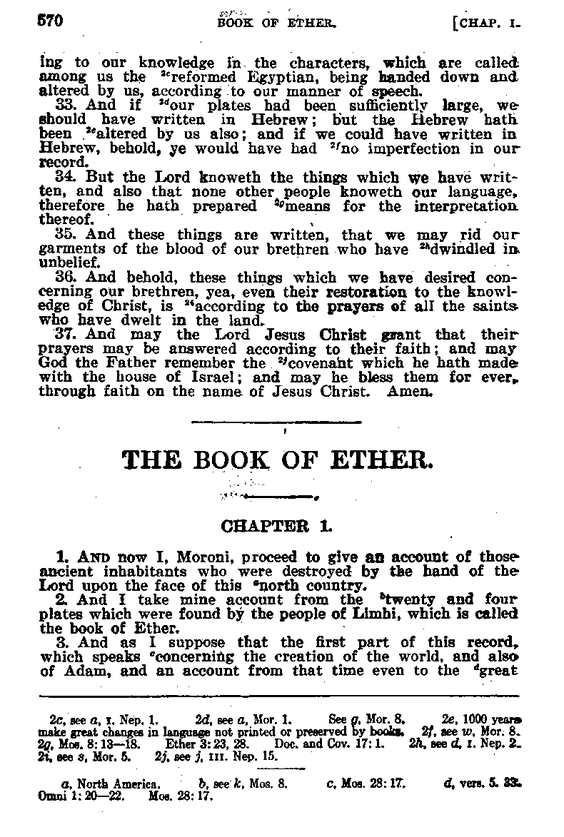 570 BOOK OF ETHER. [CHAP. I.
ing to our knowledge in the characters, which are called
among us the 2creformed Egyptian, being handed down and
altered by us, according to our manner of speech.
33. And if 2dour plates had been sufficiently large, we
should have written in Hebrew; but the Hebrew hath
been 2ealtered by us also; and if we could have written in
Hebrew, behold, ye would have had 2fno imperfection in our
record.
34. But the Lord knoweth the things which we have writ-
ten, and also that none other people knoweth our language,
therefore he hath prepared 2gmeans for the interpretation
thereof.
35. And these things are written, that we may rid our
garments of the blood of our brethren who have 2hdwindled in
unbelief.
36. And behold, these things which we have desired con-
cerning our brethren, yea, even their restoration to the knowl-
edge of Christ, is 2iaccording to the prayers of all the saints
who have dwelt in the land.
37. And may the Lord Jesus Christ grant that their
prayers may be answered according to their faith; and may
God the Father remember the 2jcovenant which he hath made
with the house of Israel; and may he bless them for ever,
through faith on the name of Jesus Christ. Amen.
THE BOOK OF ETHER.
CHAPTER 1.
1. AND now I, Moroni, proceed to give an account of those
ancient inhabitants who were destroyed by the hand of the
Lord upon the face of this anorth country.
2. And I take mine account from the btwenty and four
plates which were found by the people of Limhi, which is called
the book of Ether.
3. And as I suppose that the first part of this record,
which speaks cconcerning the creation of the world, and also
of Adam, and an account from that time even to the dgreat
2c, see a, I. Nep. 1. 2d, see a, Mor. 1. See g, Mor. 8. 2e, 1000 years
make great changes in language not printed or preserved by books. 2f, see w, Mor. 8.
2g, Mos. 8:13—18. Ether 3:23, 28. Doc. and Cov. 17:1. 2h, see d, I. Nep. 2.
2i, see s, Mor. 5. 2j, see j, III. Nep. 15.
a, North America. b, see k, Mos. 8. c, Mos. 28:17. d, vers. 5. 33.
Omni 1:20—22. Mos. 28:17.